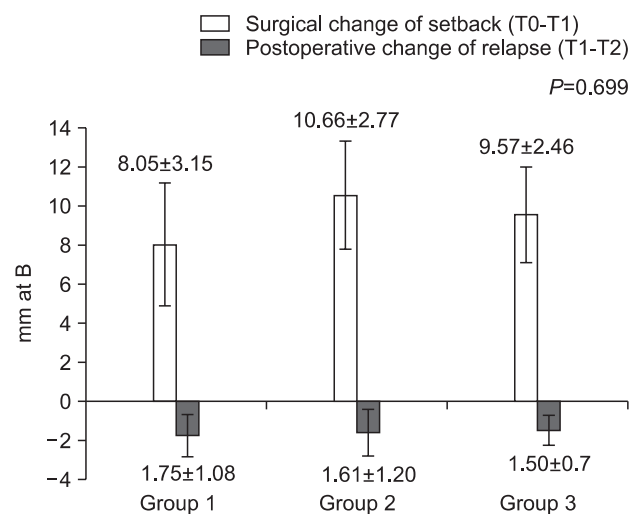 Surgical change of setback (T0-T1)
Postoperative change of relapse (T1-T2)
P=0.699
14
12
10
8
6
4
2
0
−2
−4
mm at B
8.05±3.15
10.66±2.77
9.57±2.46
1.75±1.08
1.61±1.20
1.50±0.7
Group 1
Group 2
Group 3